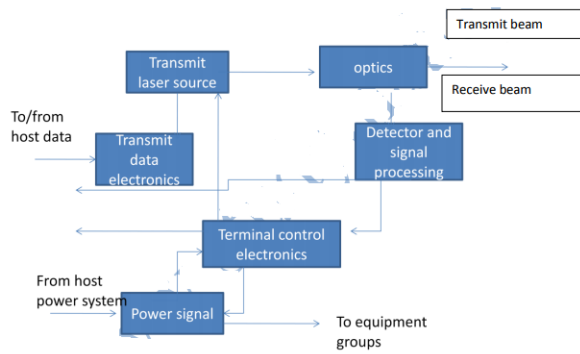 Transmit beam
Transmit
laser source
optics
Receive beam
To/from
host data
Transmit
data
electronics
Detector and
signal
processing
Terminal control
electronics
From host
power system
Power signal
To equipment
groups